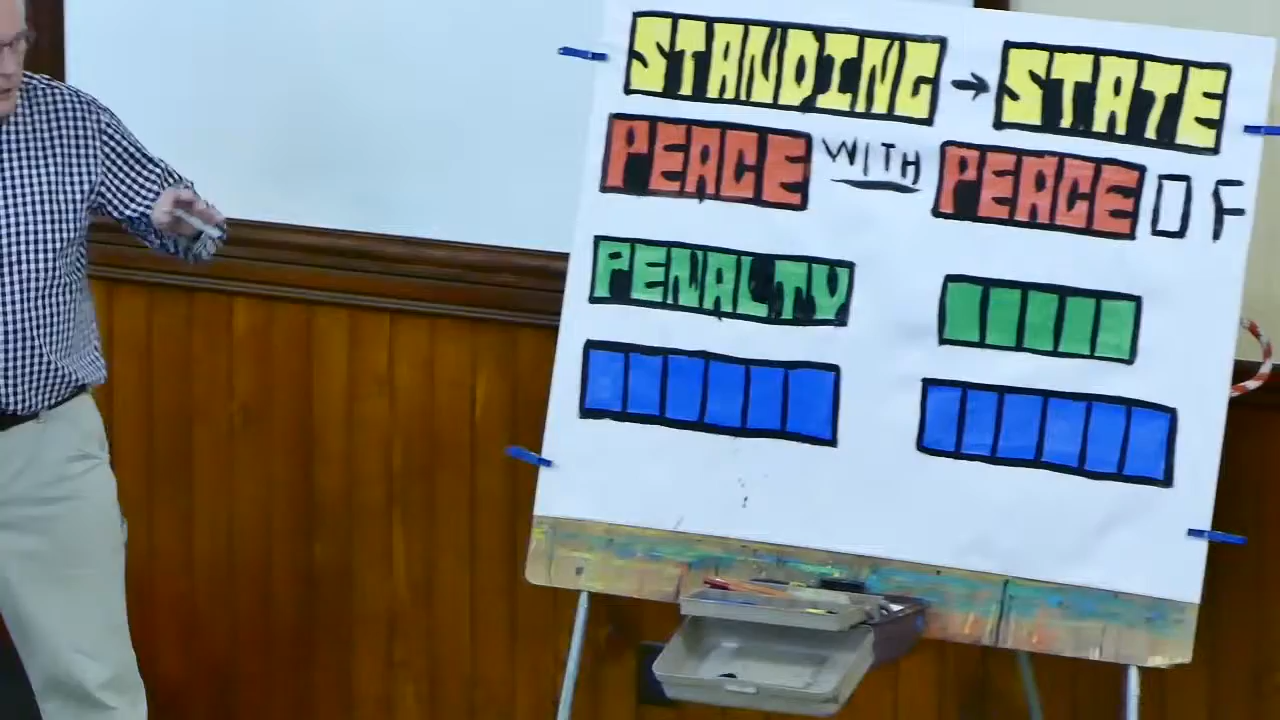 STANDING → STATE
PEACE WITH PEACE OF
PENALTY